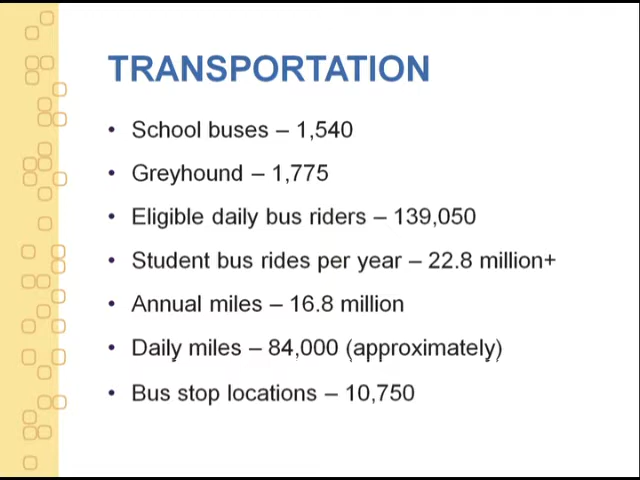 TRANSPORTATION
• School buses – 1,540
• Greyhound – 1,775
• Eligible daily bus riders – 139,050
• Student bus rides per year – 22.8 million+
• Annual miles – 16.8 million
• Daily miles – 84,000 (approximately)
• Bus stop locations – 10,750